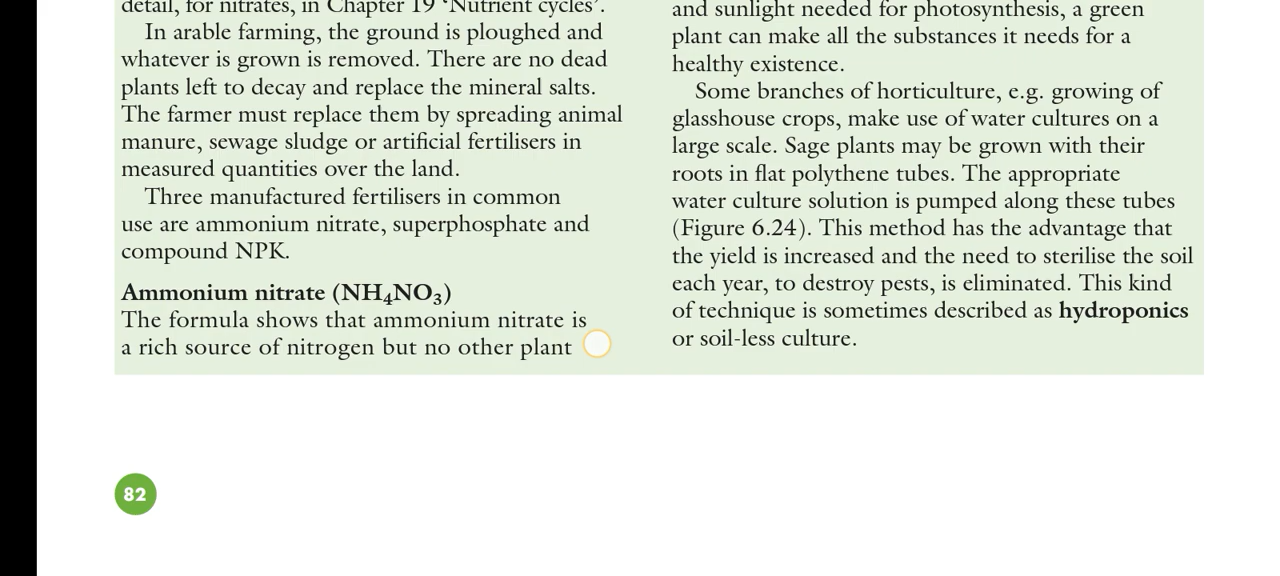 detail, for nitrates, in Chapter 19 ‘Nutrient cycles’.
In arable farming, the ground is ploughed and
whatever is grown is removed. There are no dead
plants left to decay and replace the mineral salts.
The farmer must replace them by spreading animal
manure, sewage sludge or artificial fertilisers in
measured quantities over the land.
Three manufactured fertilisers in common
use are ammonium nitrate, superphosphate and
compound NPK.
Ammonium nitrate (NH₄NO₃)
The formula shows that ammonium nitrate is
a rich source of nitrogen but no other plant
and sunlight needed for photosynthesis, a green
plant can make all the substances it needs for a
healthy existence.
Some branches of horticulture, e.g. growing of
glasshouse crops, make use of water cultures on a
large scale. Sage plants may be grown with their
roots in flat polythene tubes. The appropriate
water culture solution is pumped along these tubes
(Figure 6.24). This method has the advantage that
the yield is increased and the need to sterilise the soil
each year, to destroy pests, is eliminated. This kind
of technique is sometimes described as hydroponics
or soil-less culture.
82